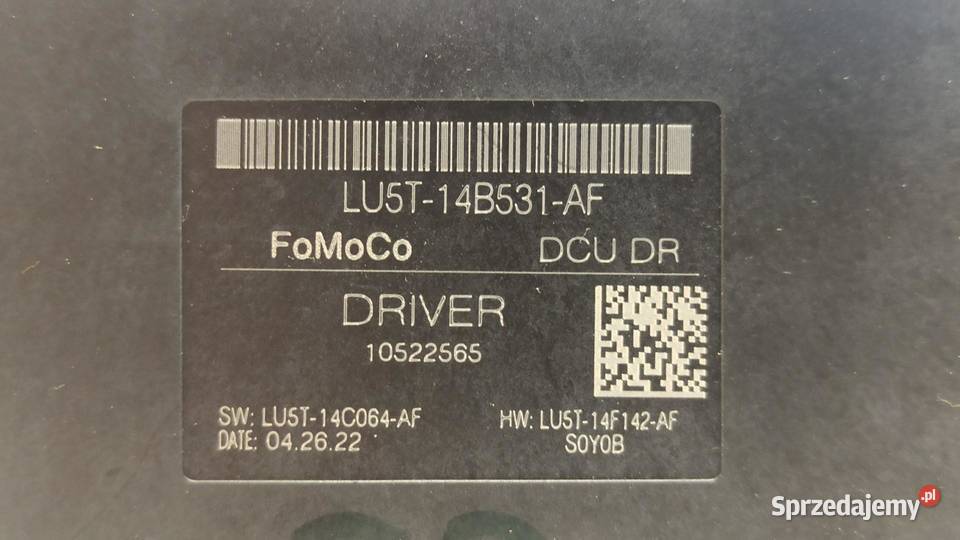 LU5T-14B531-AF
FoMoCo DCU DR
DRIVER
10522565
SW: LU5T-14C064-AF HW: LU5T-14F142-AF
DATE: 04.26.22 S0Y0B
Sprzedajemy.pl